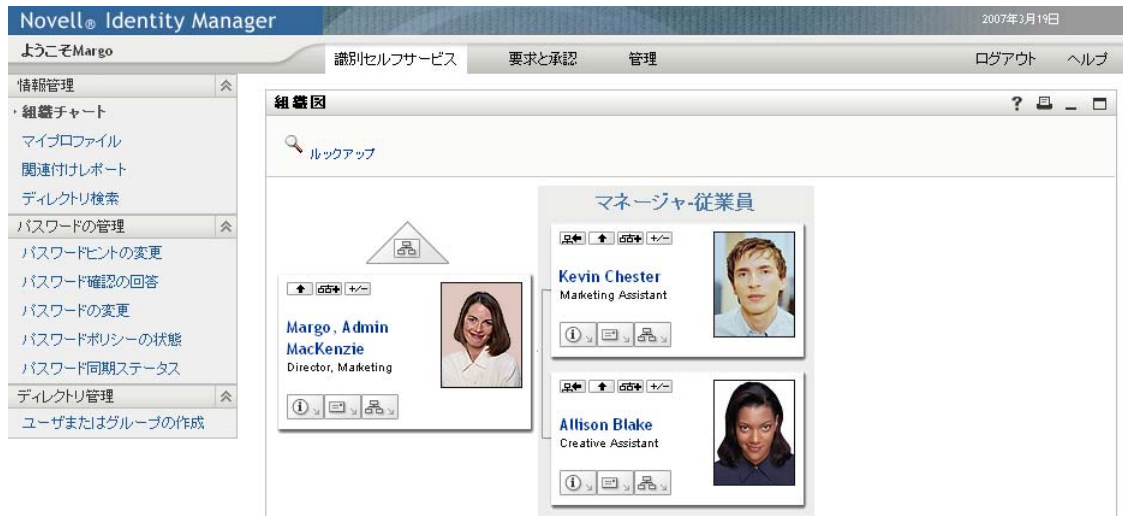 Novell® Identity Manager
2007年3月19日
ようこそMargo
識別セルフサービス
要求と承認
管理
ログアウト
ヘルプ
情報管理
組織チャート
マイプロファイル
関連付けレポート
ディレクトリ検索
パスワードの管理
パスワードヒントの変更
パスワード確認の回答
パスワードの変更
パスワードポリシーの状態
パスワード同期ステータス
ディレクトリ管理
ユーザまたはグループの作成
組織図
ルックアップ
マネージャ-従業員
Margo, Admin
MacKenzie
Director, Marketing
Kevin Chester
Marketing Assistant
Allison Blake
Creative Assistant